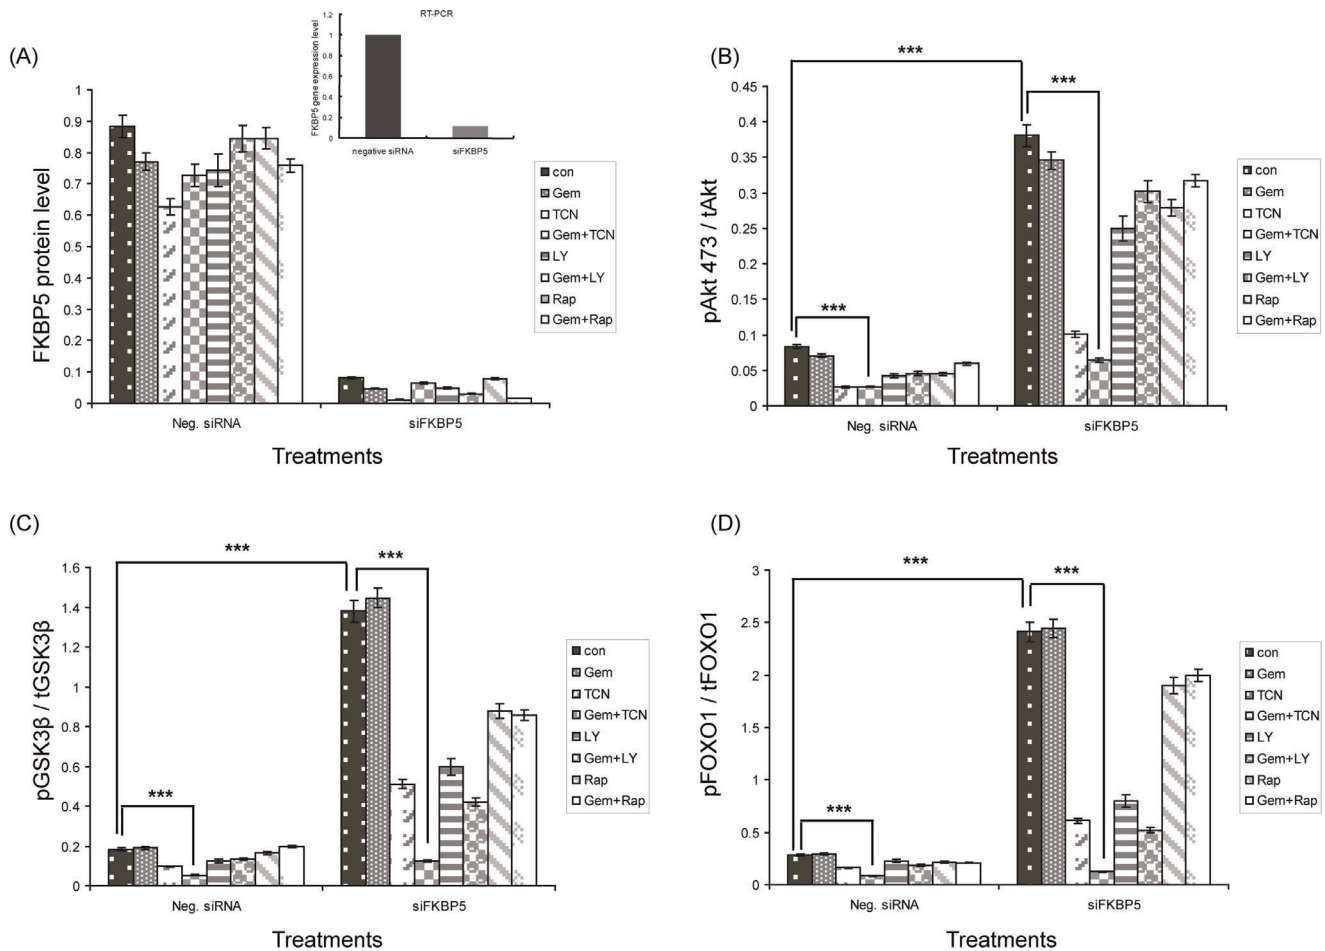 (A)
RT-PCR
FKBP5 gene expression level
1.2
1
0.8
0.6
0.4
0.2
0
negative siRNA
siFKBP5
FKBP5 protein level
1
0.9
0.8
0.7
0.6
0.5
0.4
0.3
0.2
0.1
0
Neg. siRNA
siFKBP5
Treatments
con
Gem
TCN
Gem+TCN
LY
Gem+LY
Rap
Gem+Rap
(B)
pAkt 473 / tAkt
0.45
0.4
0.35
0.3
0.25
0.2
0.15
0.1
0.05
0
***
***
***
Neg. siRNA
siFKBP5
Treatments
con
Gem
TCN
Gem+TCN
LY
Gem+LY
Rap
Gem+Rap
(C)
pGSK3β / tGSK3β
1.6
1.4
1.2
1
0.8
0.6
0.4
0.2
0
***
***
***
Neg. siRNA
siFKBP5
Treatments
con
Gem
TCN
Gem+TCN
LY
Gem+LY
Rap
Gem+Rap
(D)
pFOXO1 / tFOXO1
3
2.5
2
1.5
1
0.5
0
***
***
***
Neg. siRNA
siFKBP5
Treatments
con
Gem
TCN
Gem+TCN
LY
Gem+LY
Rap
Gem+Rap